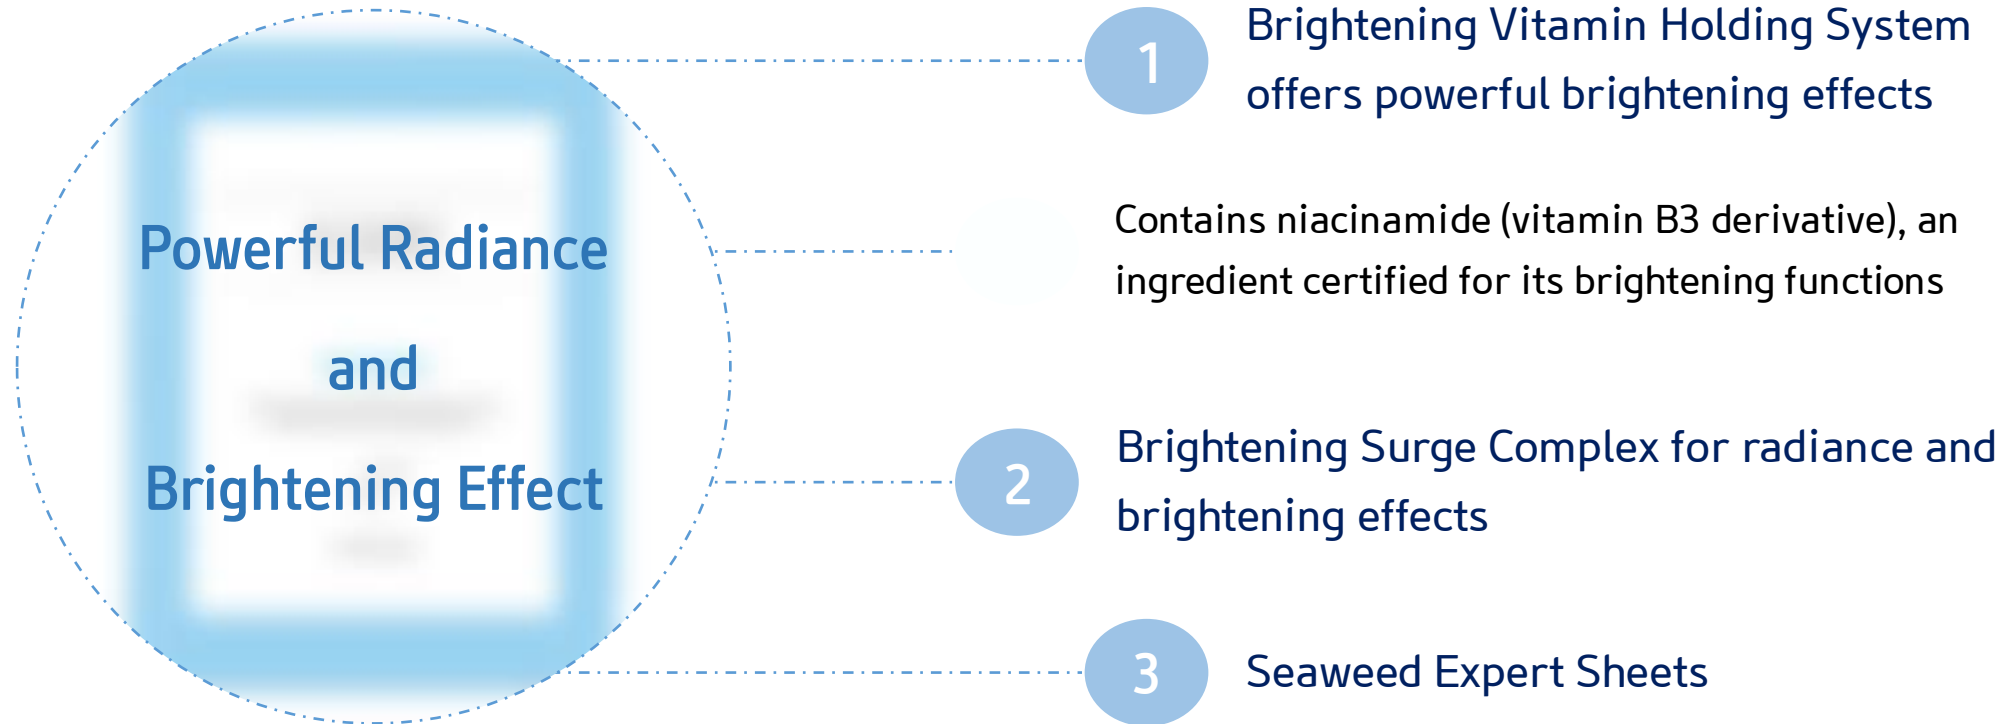 Powerful Radiance
and
Brightening Effect
1
Brightening Vitamin Holding System
offers powerful brightening effects
Contains niacinamide (vitamin B3 derivative), an
ingredient certified for its brightening functions
2
Brightening Surge Complex for radiance and
brightening effects
3
Seaweed Expert Sheets